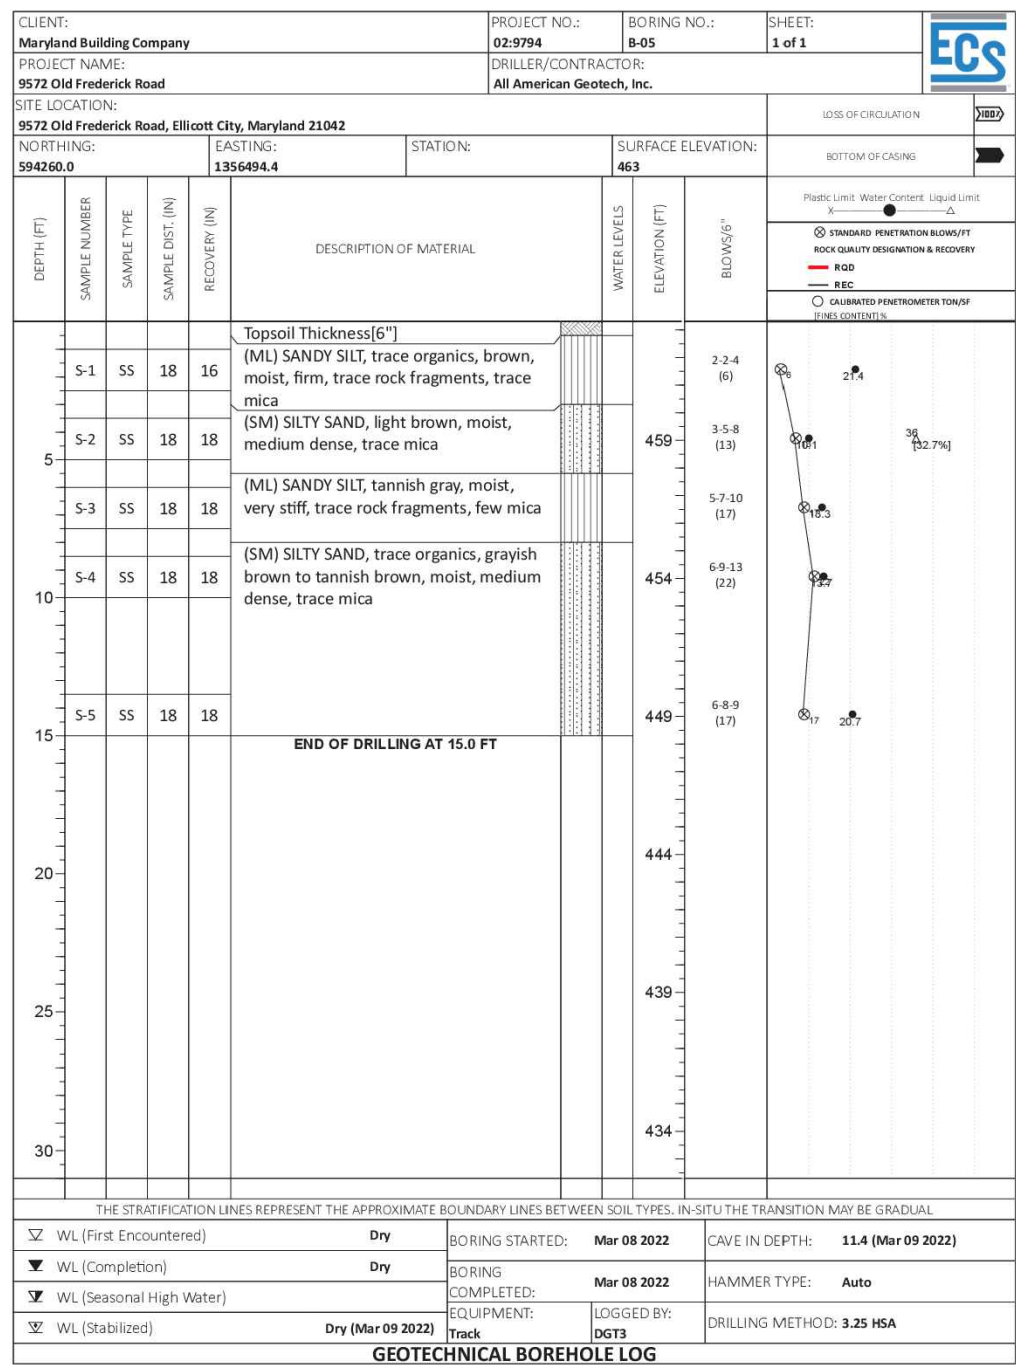 CLIENT:
Maryland Building Company
PROJECT NO.:
02:9794
BORING NO.:
B-05
SHEET:
1 of 1
ECS
PROJECT NAME:
9572 Old Frederick Road
DRILLER/CONTRACTOR:
All American Geotech, Inc.
SITE LOCATION:
9572 Old Frederick Road, Ellicott City, Maryland 21042
LOSS OF CIRCULATION
100%
NORTHING:
594260.0
EASTING:
1356494.4
STATION:
SURFACE ELEVATION:
463
BOTTOM OF CASING
DEPTH (FT)
SAMPLE NUMBER
SAMPLE TYPE
SAMPLE DIST. (IN)
RECOVERY (IN)
DESCRIPTION OF MATERIAL
WATER LEVELS
ELEVATION (FT)
BLOWS/6"
Plastic Limit Water Content Liquid Limit
X
STANDARD PENETRATION BLOWS/FT
ROCK QUALITY DESIGNATION & RECOVERY
RQD
REC
CALIBRATED PENETROMETER TON/SF
[FINES CONTENT] %
Topsoil Thickness[6"]
S-1 SS 18 16
(ML) SANDY SILT, trace organics, brown,
moist, firm, trace rock fragments, trace
mica
2-2-4
(6)
6
21.4
S-2 SS 18 18
(SM) SILTY SAND, light brown, moist,
medium dense, trace mica
459
3-5-8
(13)
36
[32.7%]
5
S-3 SS 18 18
(ML) SANDY SILT, tannish gray, moist,
very stiff, trace rock fragments, few mica
5-7-10
(17)
S-4 SS 18 18
(SM) SILTY SAND, trace organics, grayish
brown to tannish brown, moist, medium
dense, trace mica
454
6-9-13
(22)
10
S-5 SS 18 18
449
6-8-9
(17)
17
20.7
15
END OF DRILLING AT 15.0 FT
444
20
439
25
434
30
THE STRATIFICATION LINES REPRESENT THE APPROXIMATE BOUNDARY LINES BETWEEN SOIL TYPES. IN-SITU THE TRANSITION MAY BE GRADUAL
WL (First Encountered) Dry
WL (Completion) Dry
WL (Seasonal High Water)
WL (Stabilized) Dry (Mar 09 2022)
BORING STARTED: Mar 08 2022
BORING
COMPLETED: Mar 08 2022
EQUIPMENT:
Track
LOGGED BY:
DGT3
CAVE IN DEPTH: 11.4 (Mar 09 2022)
HAMMER TYPE: Auto
DRILLING METHOD: 3.25 HSA
GEOTECHNICAL BOREHOLE LOG